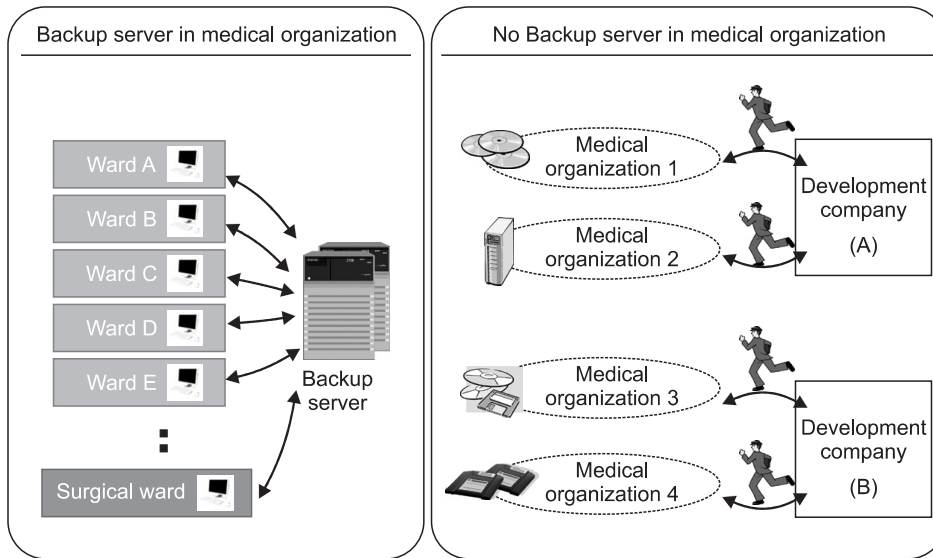 Backup server in medical organization
Ward A
Ward B
Ward C
Ward D
Ward E
Surgical ward
Backup
server
No Backup server in medical organization
Medical
organization 1
Medical
organization 2
Development
company
(A)
Medical
organization 3
Medical
organization 4
Development
company
(B)